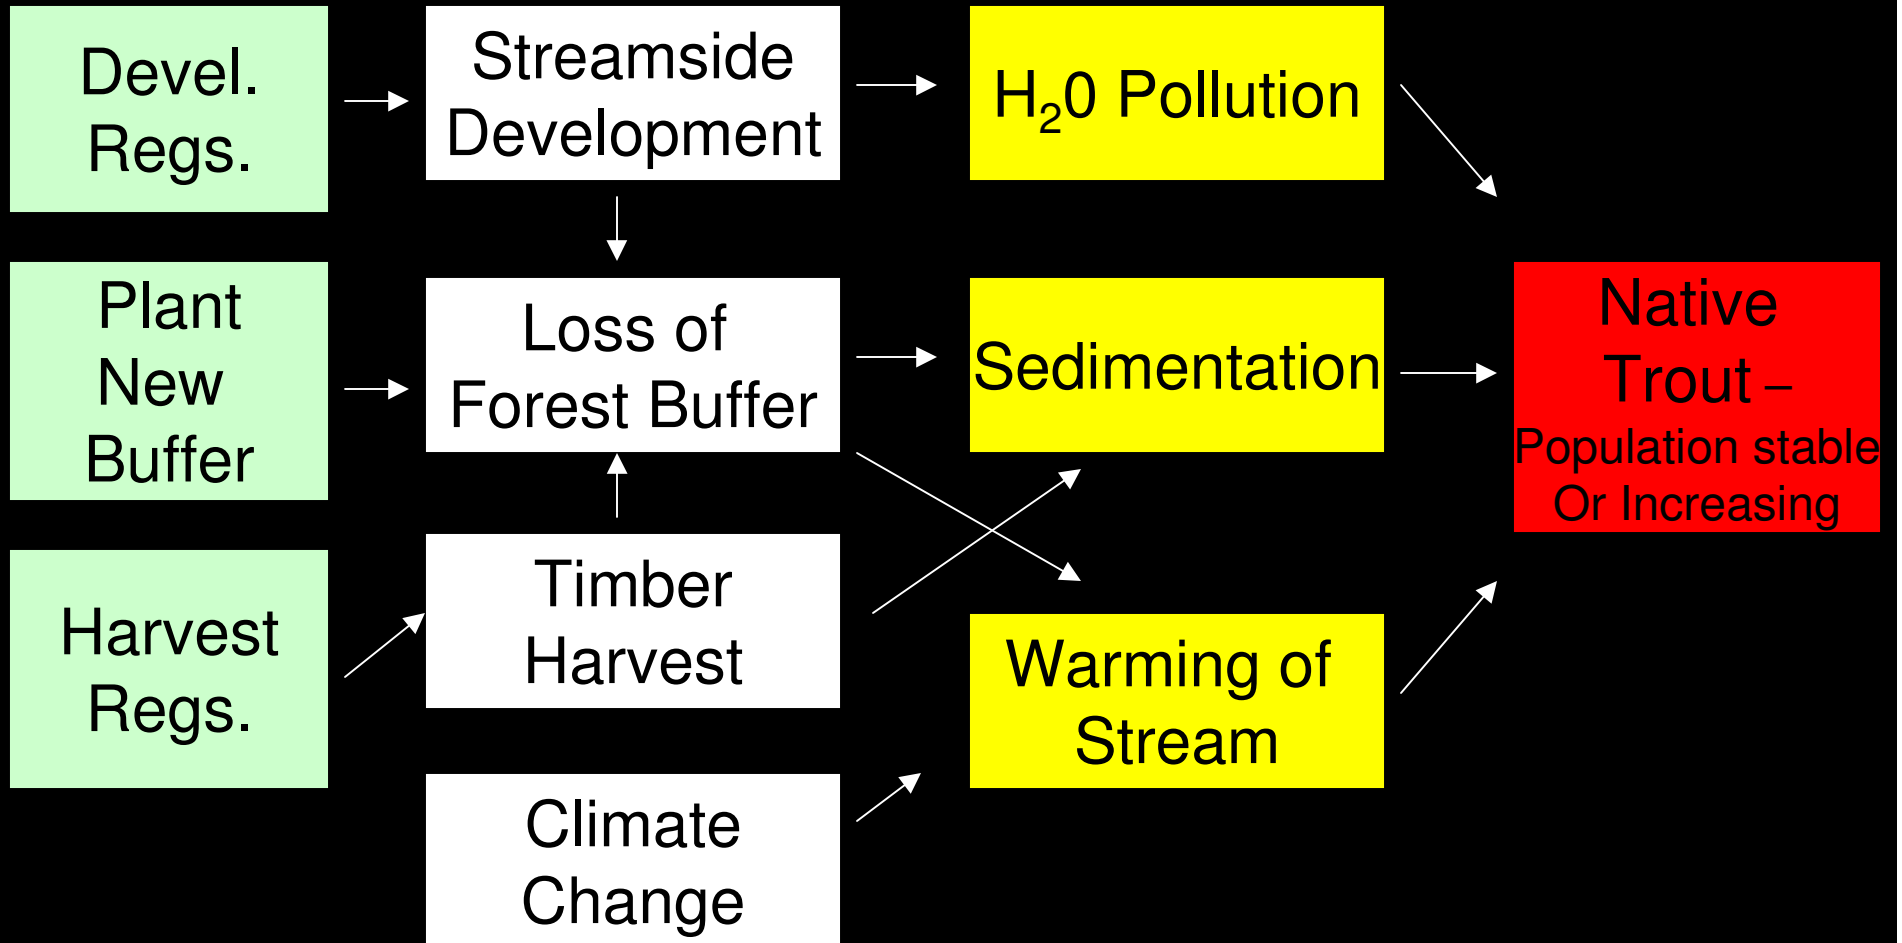 Devel.
Regs.
Streamside
Development
H₂0 Pollution
Plant
New
Buffer
Loss of
Forest Buffer
Sedimentation
Native
Trout –
Population stable
Or Increasing
Harvest
Regs.
Timber
Harvest
Warming of
Stream
Climate
Change